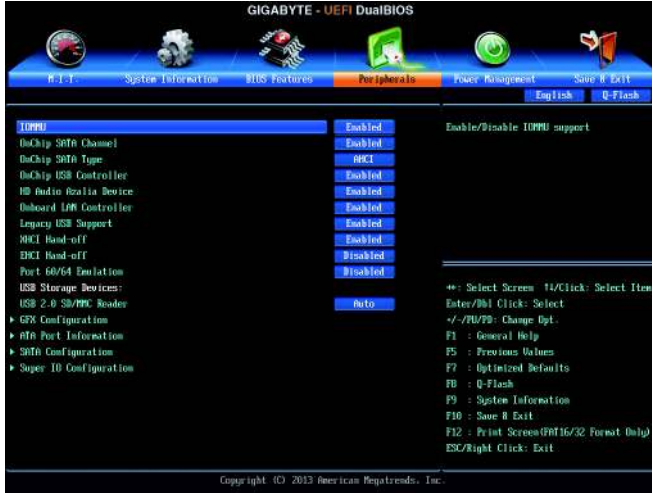 GIGABYTE - UEFI DualBIOS
M.I.T. System Information BIOS Features Peripherals Power Management Save & Exit
English Q-Flash
IOMMU Enabled
OnChip SATA Channel Enabled
OnChip SATA Type AHCI
OnChip USB Controller Enabled
HD Audio Azalia Device Enabled
Onboard LAN Controller Enabled
Legacy USB Support Enabled
XHCI Hand-off Enabled
EHCI Hand-off Disabled
Port 60/64 Emulation Disabled
USB Storage Devices:
USB 2.0 SD/MMC Reader Auto
GFX Configuration
ATA Port Information
SATA Configuration
Super IO Configuration
Enable/Disable IOMMU support
↔: Select Screen ↑↓/Click: Select Item
Enter/Dbl Click: Select
+/-/PU/PD: Change Opt.
F1 : General Help
F5 : Previous Values
F7 : Optimized Defaults
F8 : Q-Flash
F9 : System Information
F10 : Save & Exit
F12 : Print Screen(FAT16/32 Format Only)
ESC/Right Click: Exit
Copyright (C) 2013 American Megatrends, Inc.